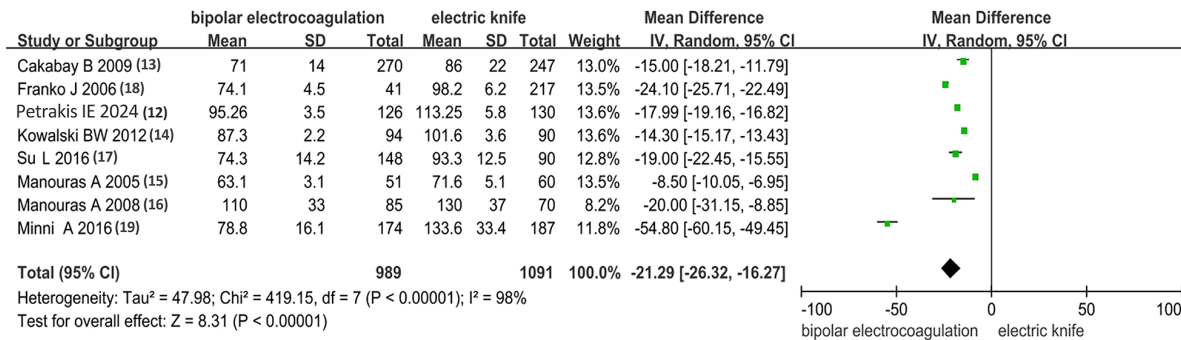 bipolar electrocoagulation electric knife Mean Difference Mean Difference
Study or Subgroup Mean SD Total Mean SD Total Weight IV, Random, 95% CI IV, Random, 95% CI
Cakabay B 2009 (13) 71 14 270 86 22 247 13.0% -15.00 [-18.21, -11.79]
Franko J 2006 (18) 74.1 4.5 41 98.2 6.2 217 13.5% -24.10 [-25.71, -22.49]
Petrakis IE 2024 (12) 95.26 3.5 126 113.25 5.8 130 13.6% -17.99 [-19.16, -16.82]
Kowalski BW 2012 (14) 87.3 2.2 94 101.6 3.6 90 13.6% -14.30 [-15.17, -13.43]
Su L 2016 (17) 74.3 14.2 148 93.3 12.5 90 12.8% -19.00 [-22.45, -15.55]
Manouras A 2005 (15) 63.1 3.1 51 71.6 5.1 60 13.5% -8.50 [-10.05, -6.95]
Manouras A 2008 (16) 110 33 85 130 37 70 8.2% -20.00 [-31.15, -8.85]
Minni A 2016 (19) 78.8 16.1 174 133.6 33.4 187 11.8% -54.80 [-60.15, -49.45]
Total (95% CI) 989 1091 100.0% -21.29 [-26.32, -16.27]
Heterogeneity: Tau² = 47.98; Chi² = 419.15, df = 7 (P < 0.00001); I² = 98%
Test for overall effect: Z = 8.31 (P < 0.00001)
-100 -50 0 50 100
bipolar electrocoagulation electric knife